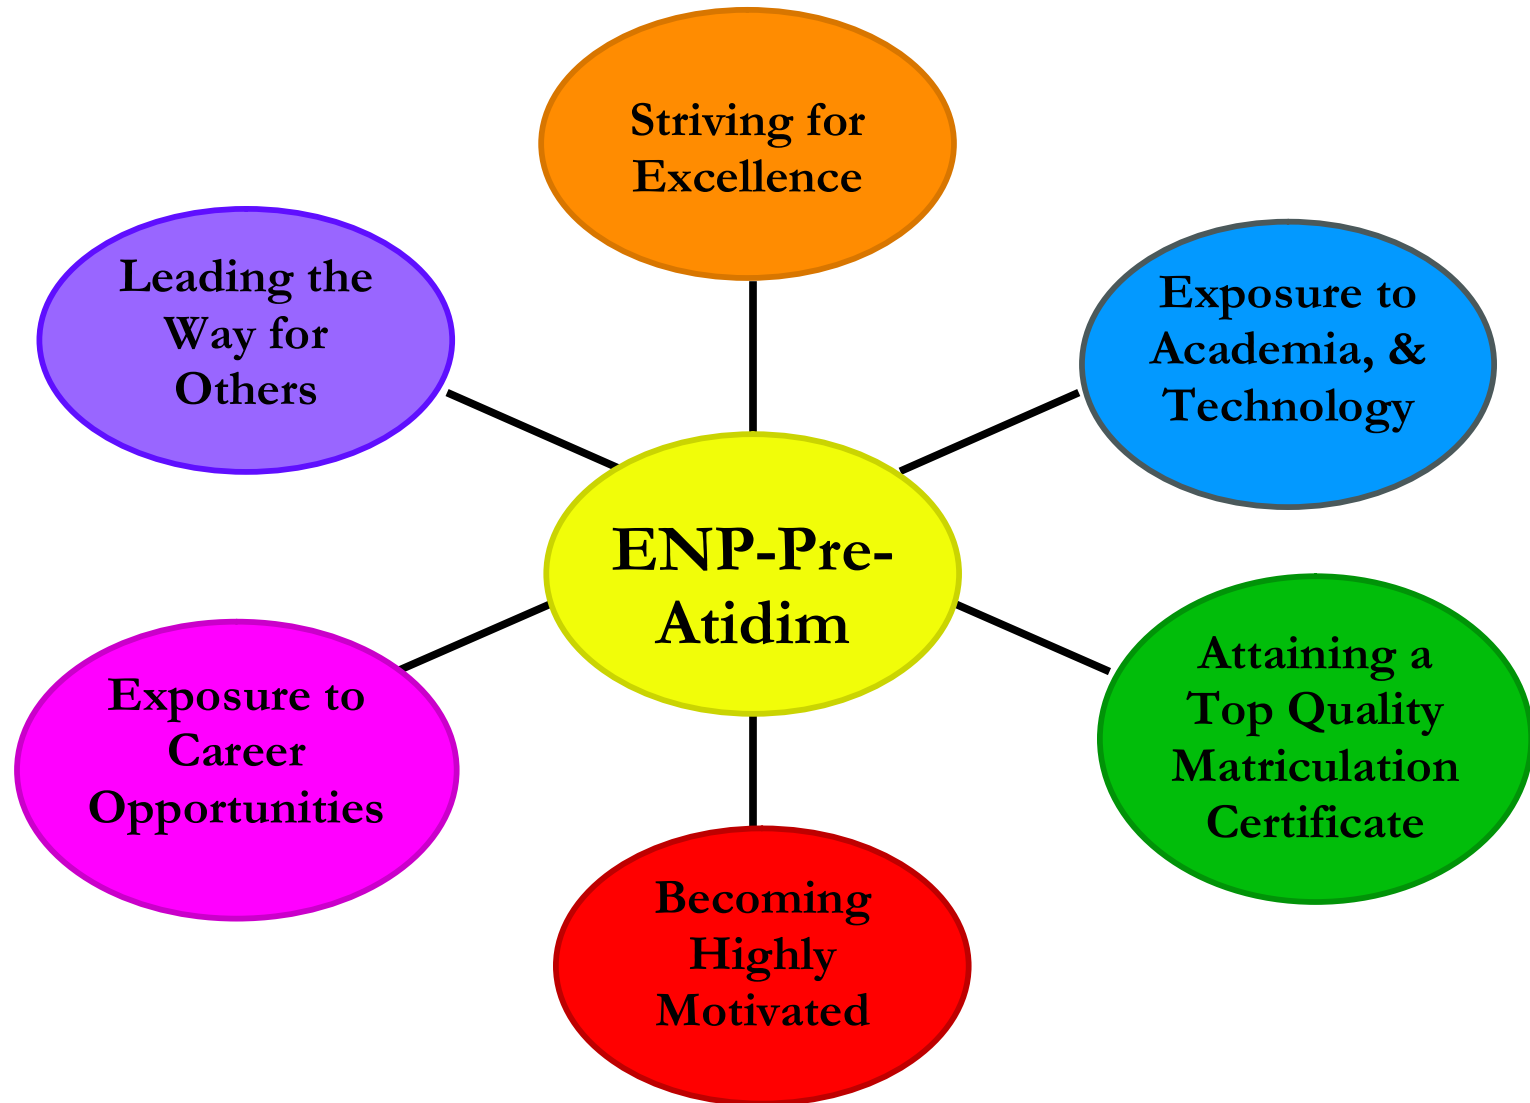 Striving for
Excellence
Leading the
Way for
Others
Exposure to
Academia, &
Technology
ENP-Pre-
Atidim
Exposure to
Career
Opportunities
Attaining a
Top Quality
Matriculation
Certificate
Becoming
Highly
Motivated